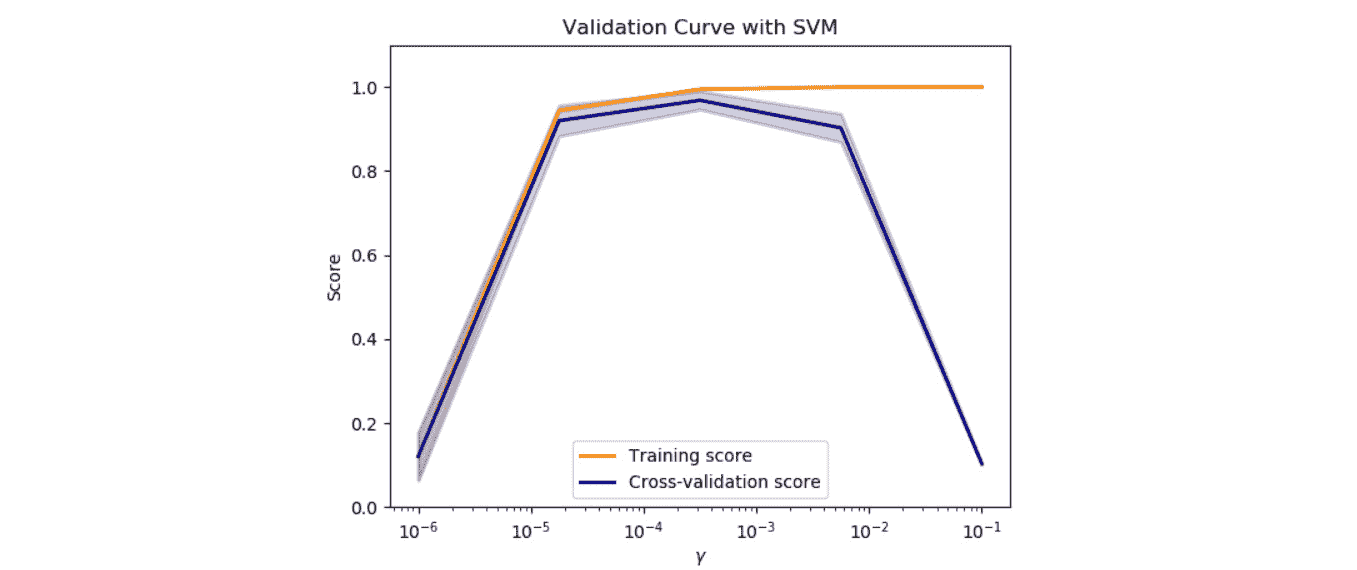 Validation Curve with SVM
1.0
0.8
0.6
0.4
0.2
0.0
Score
Training score
Cross-validation score
10⁻⁶ 10⁻⁵ 10⁻⁴ 10⁻³ 10⁻² 10⁻¹
γ